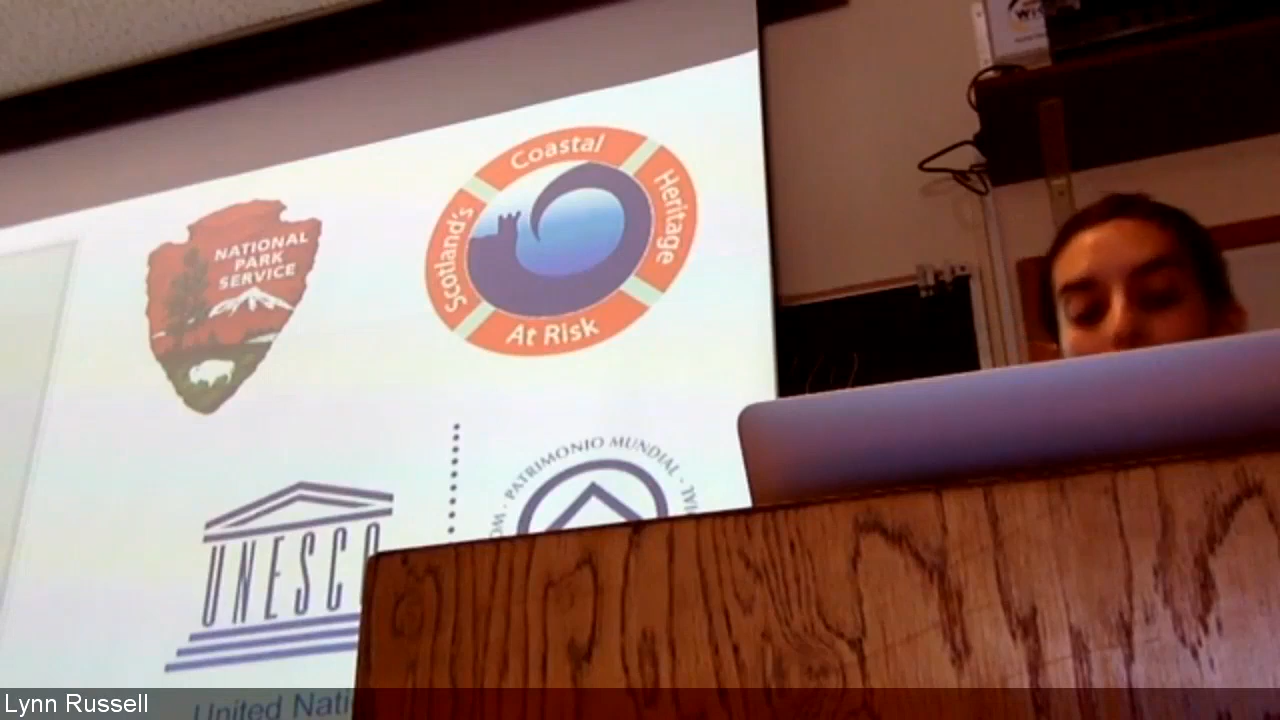 NATIONAL
PARK
SERVICE
Scotland's
Coastal
Heritage
At Risk
PATRIMONIO MUNDIAL
UNESCO
United Nati
Lynn Russell